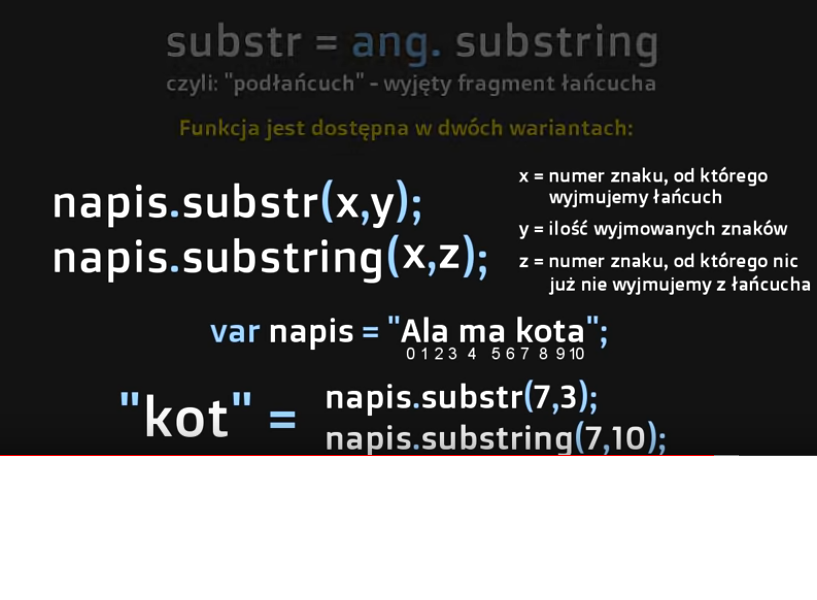 substr = ang. substring
czyli: "podłańcuch" - wyjęty fragment łańcucha
Funkcja jest dostępna w dwóch wariantach:
napis.substr(x,y);
napis.substring(x,z);
x = numer znaku, od którego
wyjmujemy łańcuch
y = ilość wyjmowanych znaków
z = numer znaku, od którego nic
już nie wyjmujemy z łańcucha
var napis = "Ala ma kota";
0 1 2 3 4 5 6 7 8 9 10
"kot" =
napis.substr(7,3);
napis.substring(7,10);